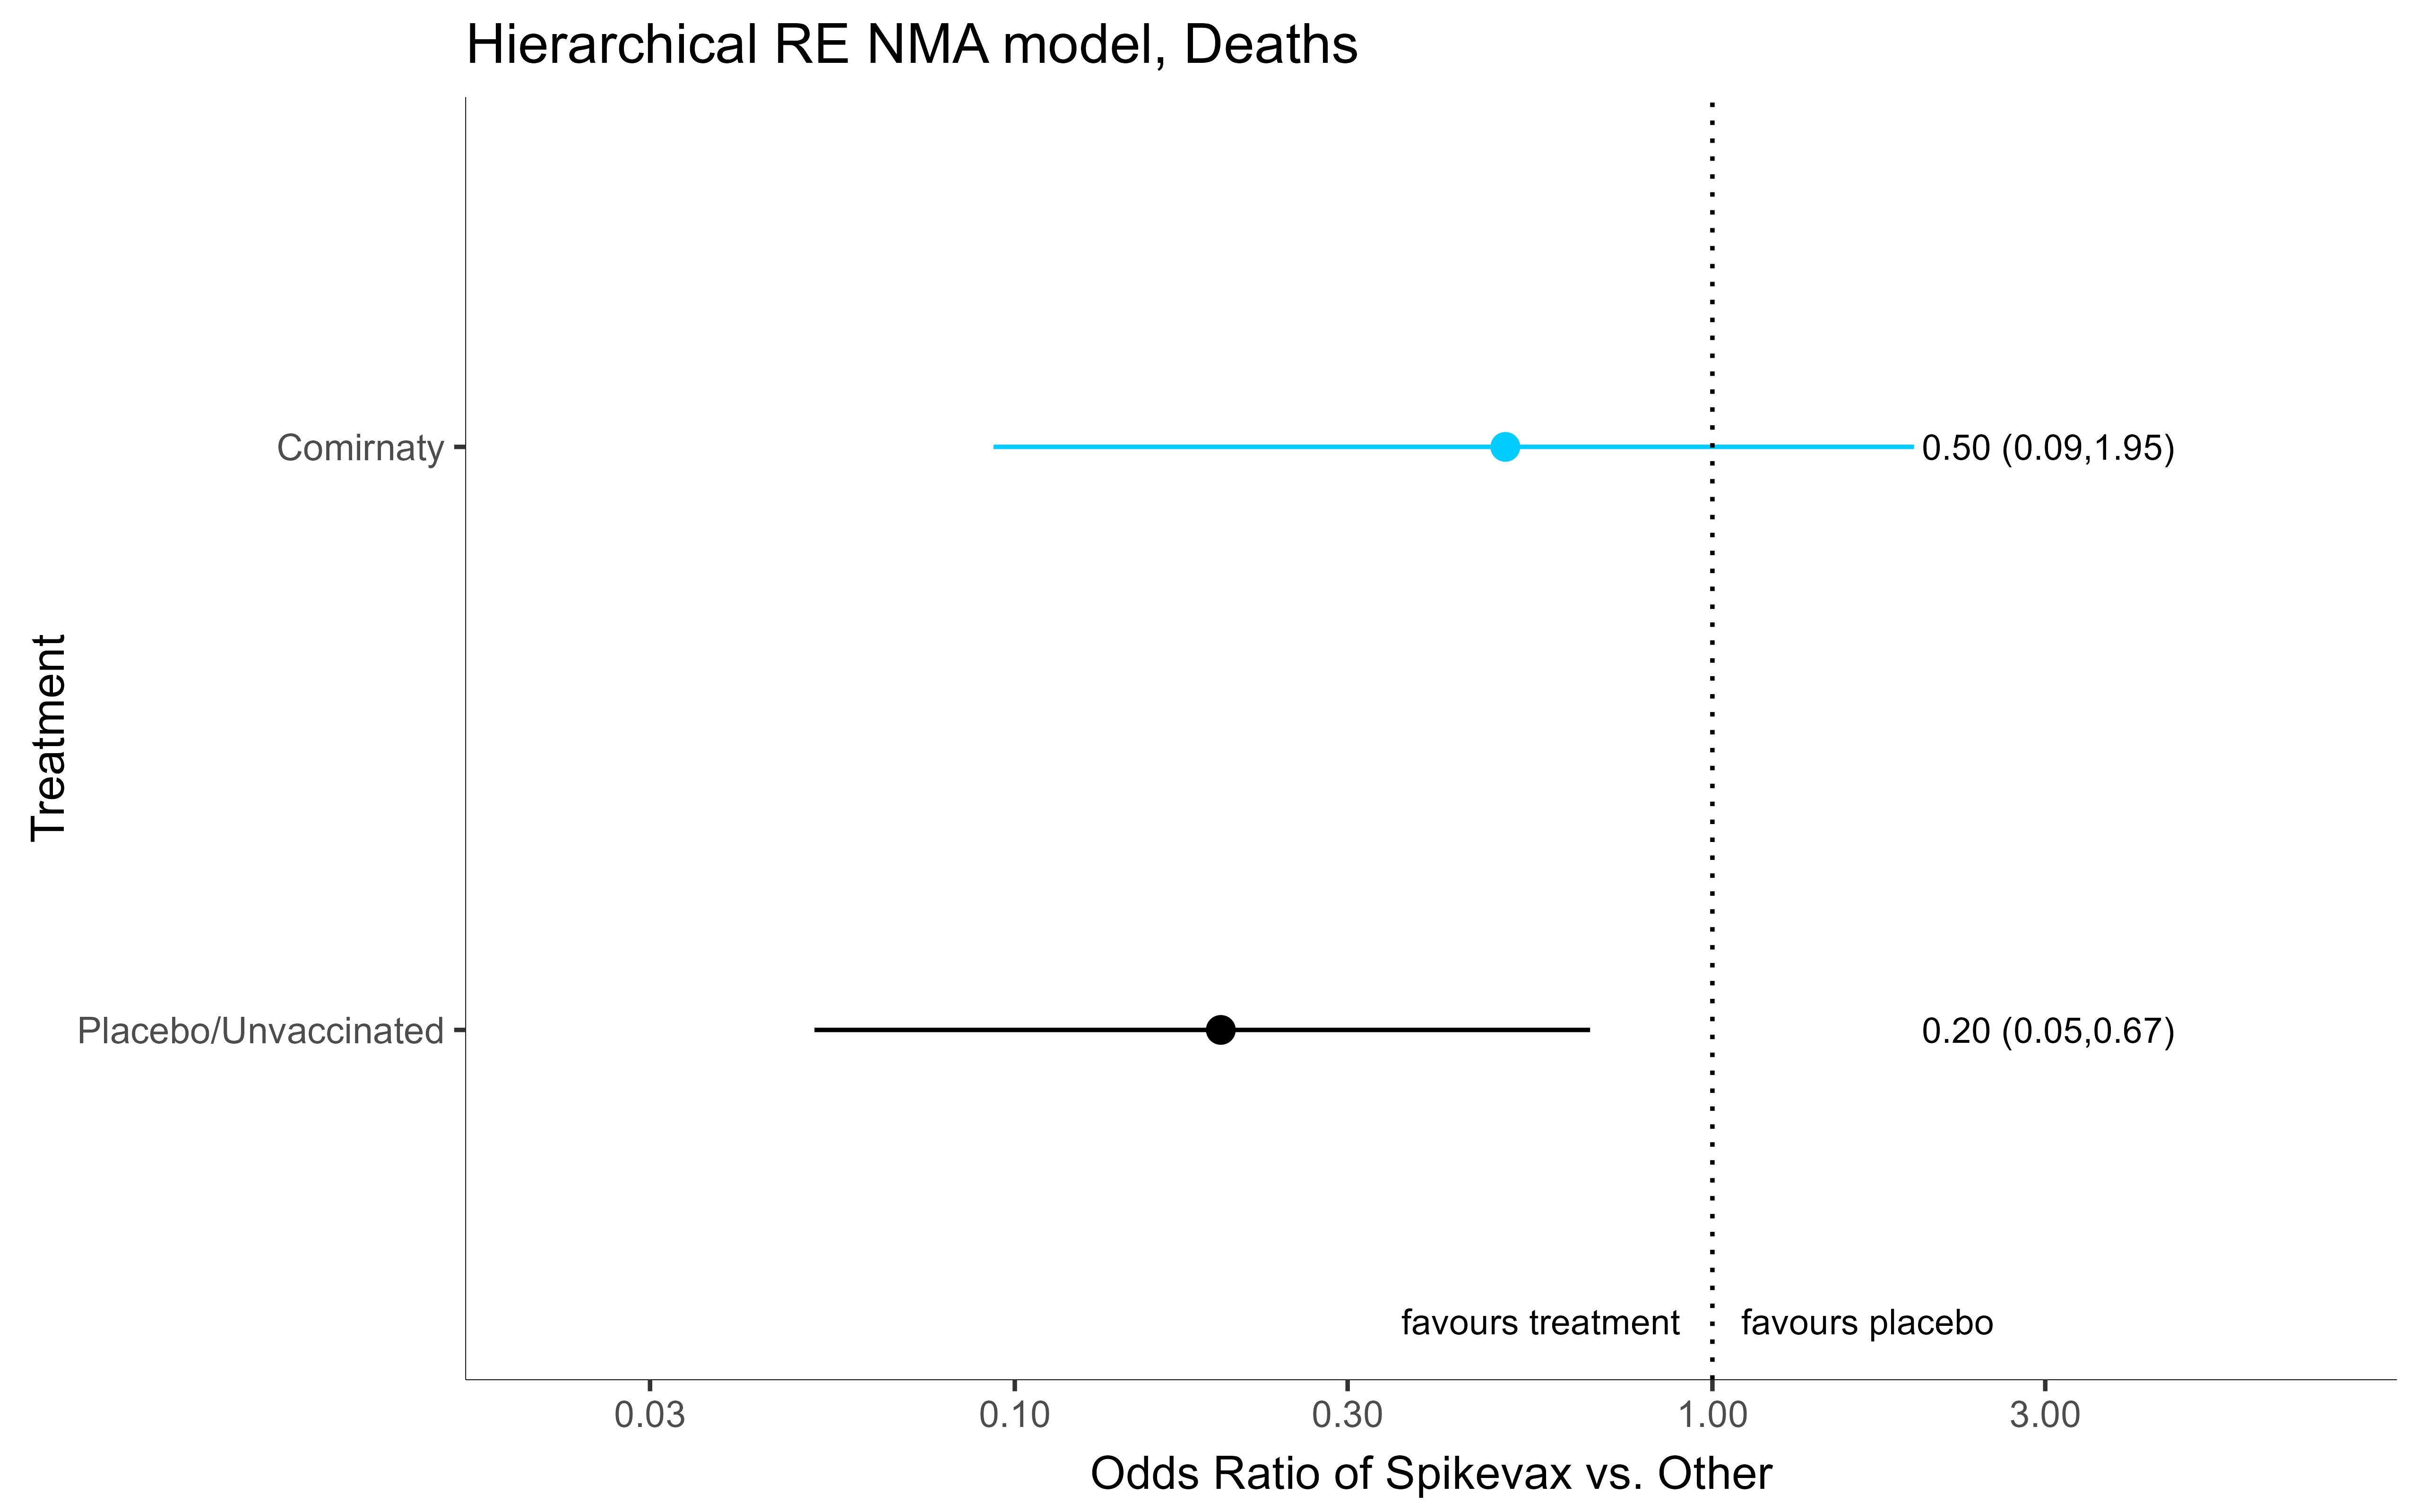 Hierarchical RE NMA model, Deaths
Treatment
Comirnaty
0.50 (0.09,1.95)
Placebo/Unvaccinated
0.20 (0.05,0.67)
favours treatment
favours placebo
0.03
0.10
0.30
1.00
3.00
Odds Ratio of Spikevax vs. Other